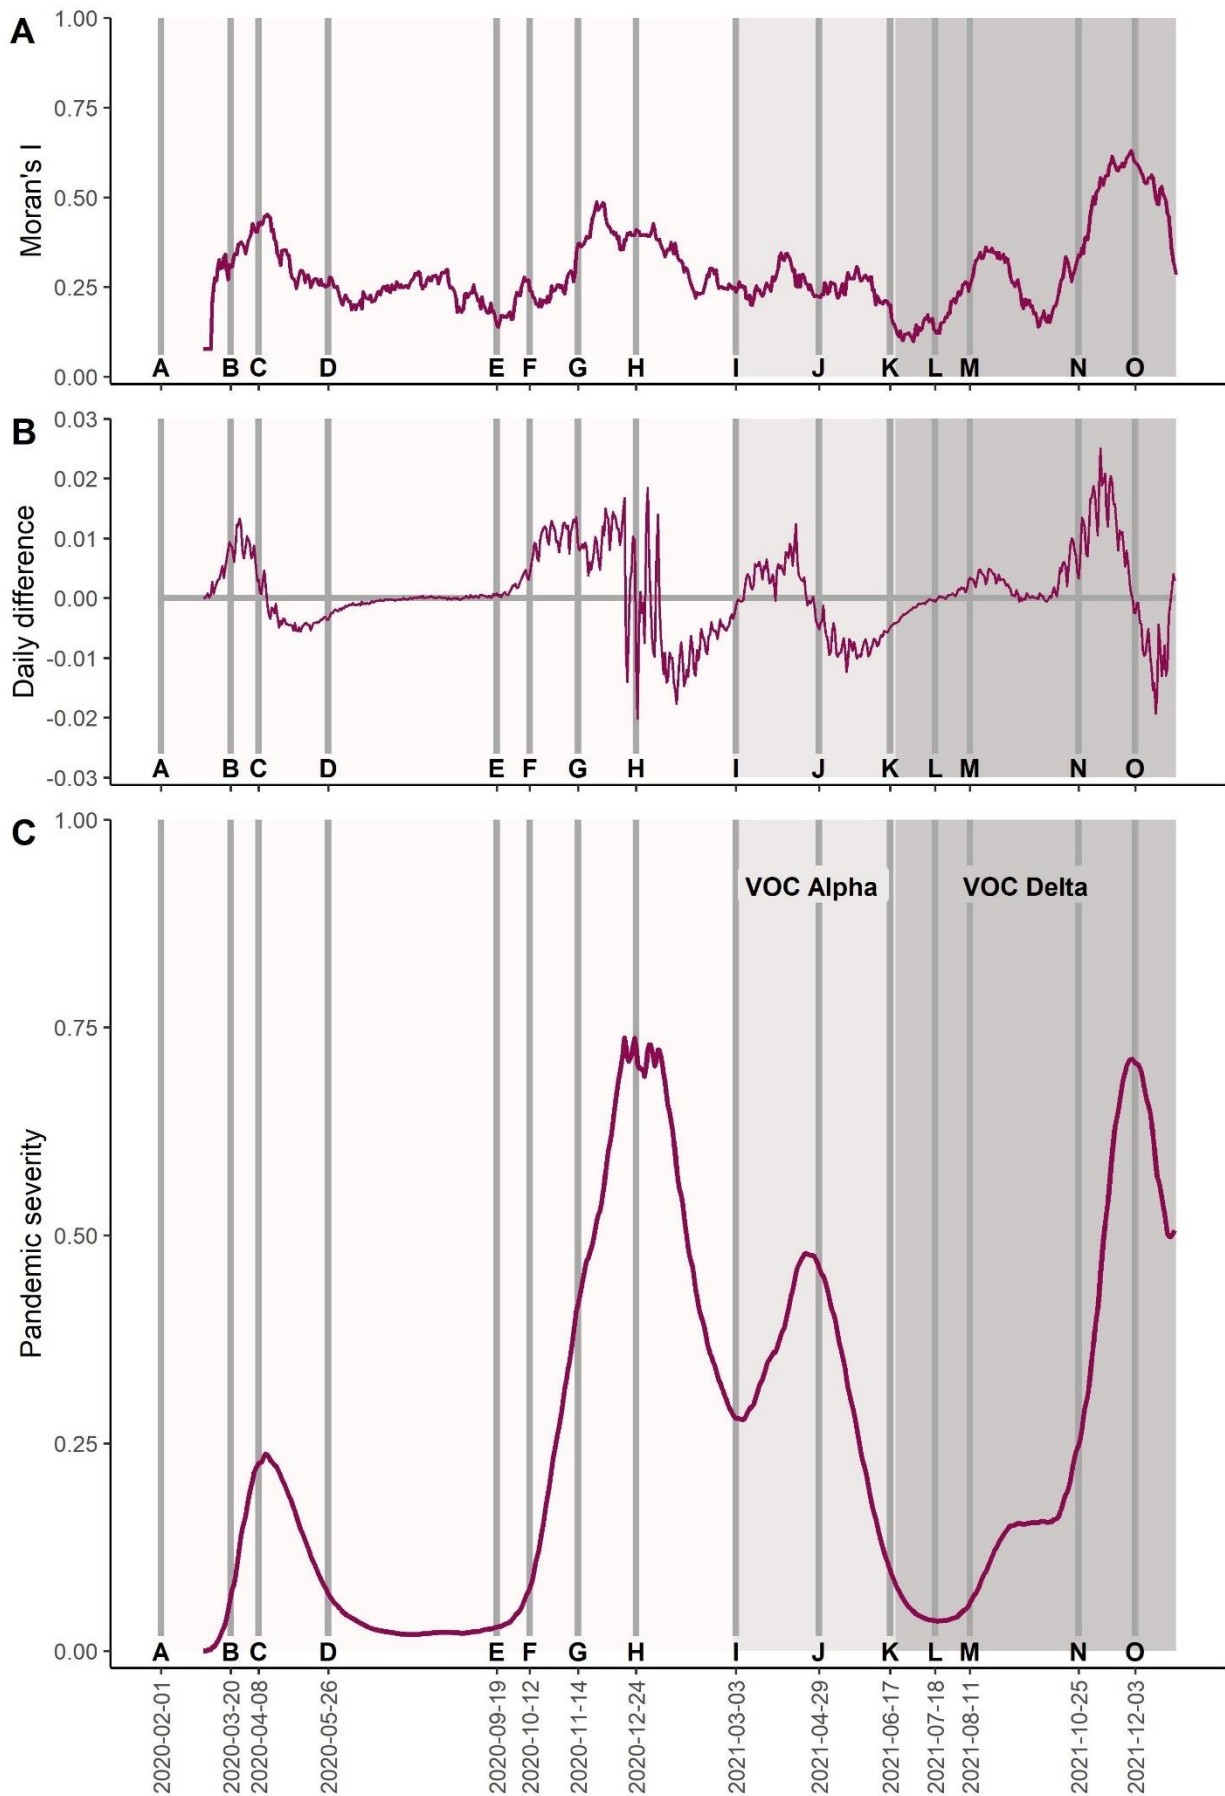 A
1.00
0.75
0.50
0.25
0.00
Moran's I
A B C D E F G H I J K L M N O
B
0.03
0.02
0.01
0.00
-0.01
-0.02
-0.03
Daily difference
A B C D E F G H I J K L M N O
C
1.00
0.75
0.50
0.25
0.00
Pandemic severity
VOC Alpha
VOC Delta
A B C D E F G H I J K L M N O
2020-02-01
2020-03-20
2020-04-08
2020-05-26
2020-09-19
2020-10-12
2020-11-14
2020-12-24
2021-03-03
2021-04-29
2021-06-17
2021-07-18
2021-08-11
2021-10-25
2021-12-03